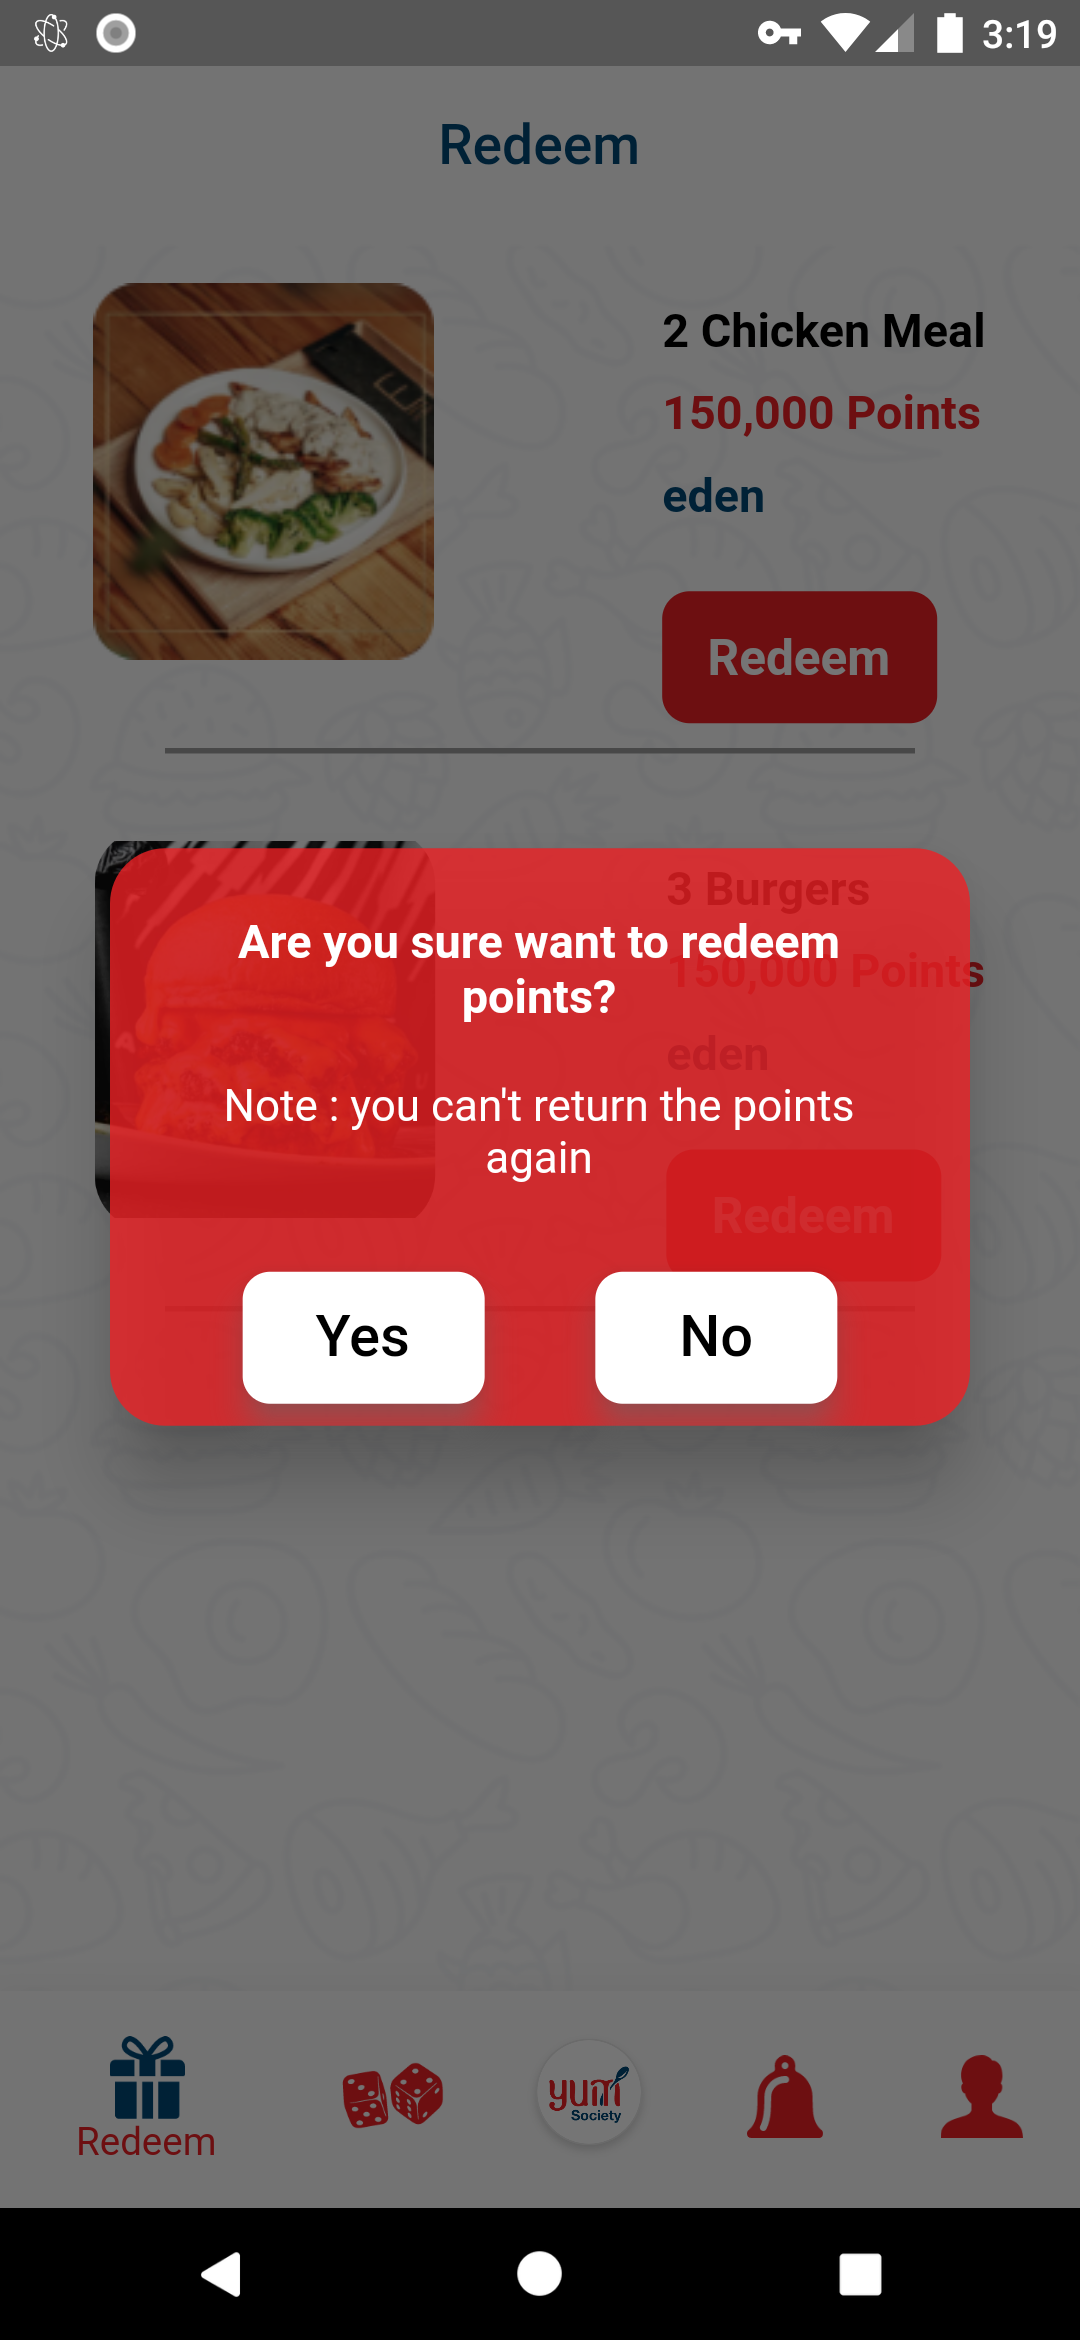 3:19
Redeem
2 Chicken Meal
150,000 Points
eden
Redeem
3 Burgers
150,000 Points
eden
Redeem
Are you sure want to redeem
points?
Note : you can't return the points
again
Yes
No
Redeem
yum
Society